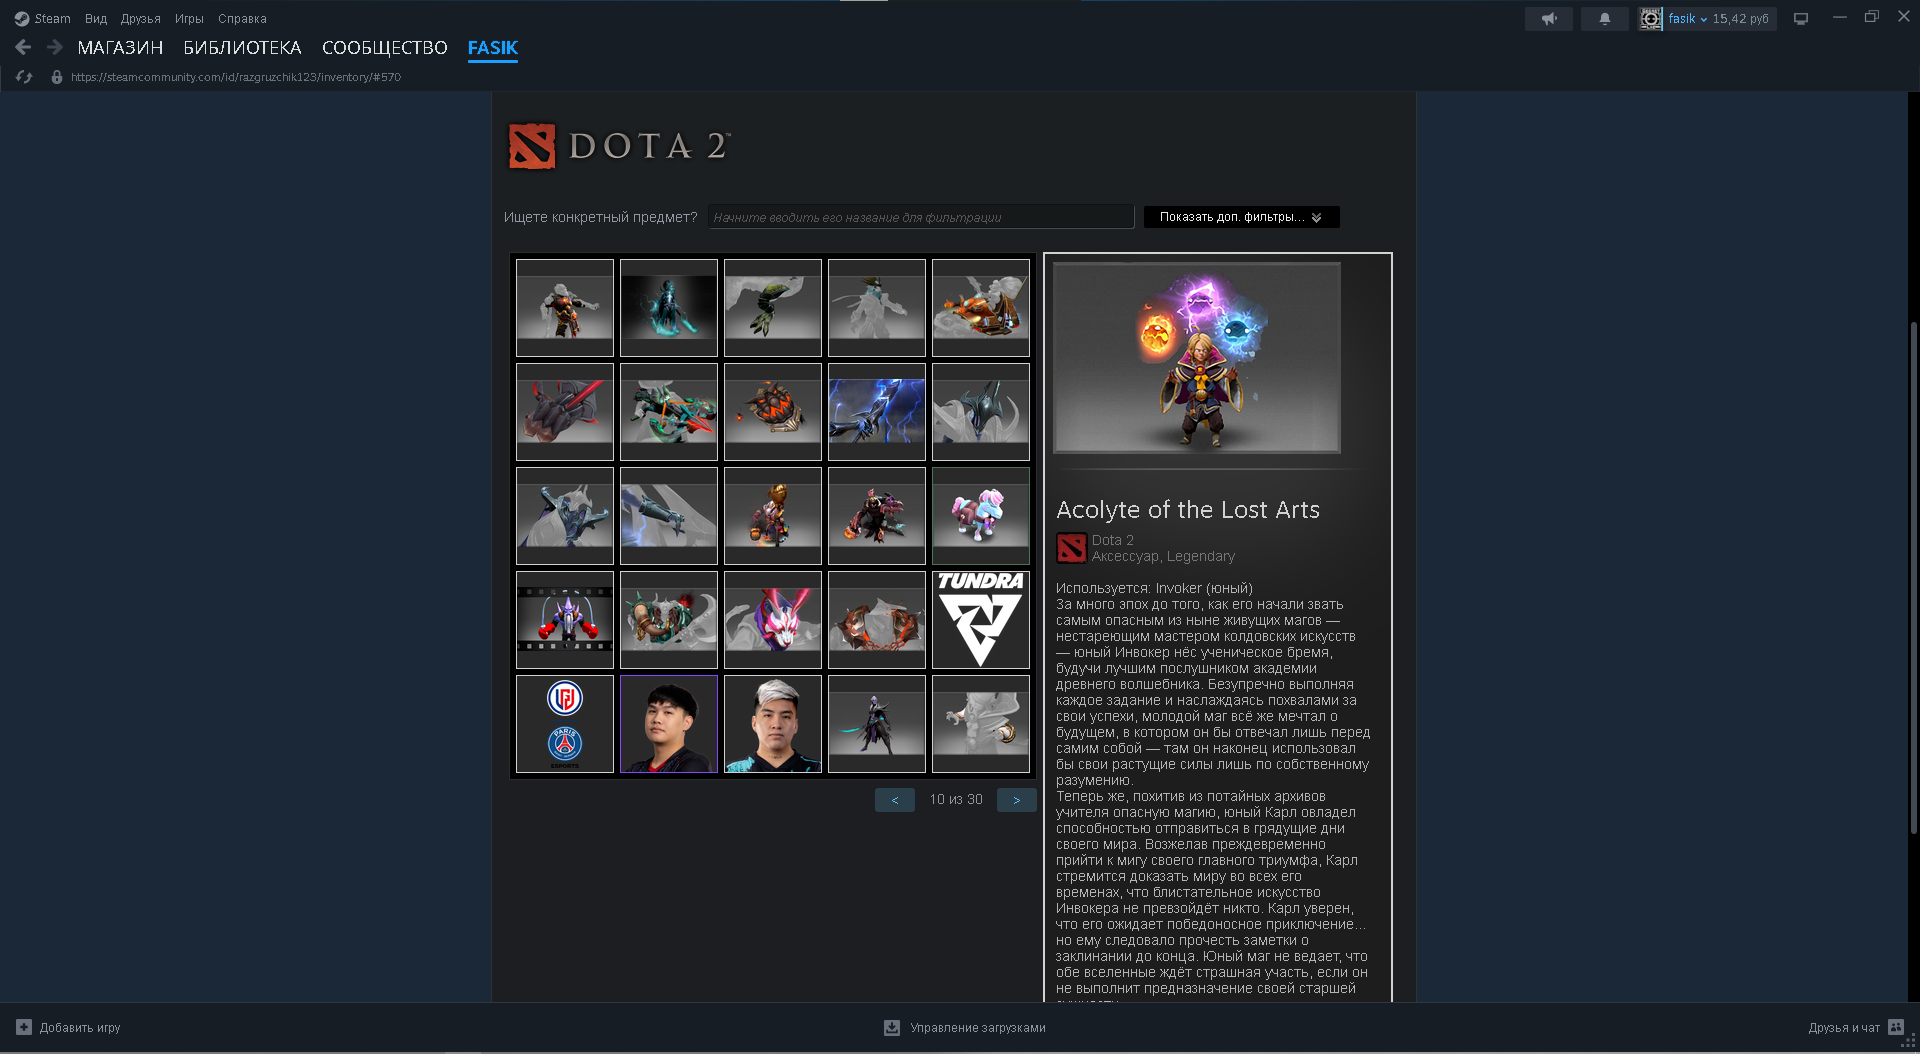 Steam Вид Друзья Игры Справка
fasik 15,42 руб
МАГАЗИН БИБЛИОТЕКА СООБЩЕСТВО FASIK
https://steamcommunity.com/id/razgruzchik123/inventory/#570
DOTA 2™
Ищете конкретный предмет? Начните вводить его название для фильтрации Показать доп. фильтры...
TUNDRA
PARIS
ESPORTS
< 10 из 30 >
Acolyte of the Lost Arts
Dota 2
Аксессуар, Legendary
Используется: Invoker (юный)
За много эпох до того, как его начали звать
самым опасным из ныне живущих магов —
нестареющим мастером колдовских искусств
— юный Инвокер нёс ученическое бремя,
будучи лучшим послушником академии
древнего волшебника. Безупречно выполняя
каждое задание и наслаждаясь похвалами за
свои успехи, молодой маг всё же мечтал о
будущем, в котором он бы отвечал лишь перед
самим собой — там он наконец использовал
бы свои растущие силы лишь по собственному
разумению.
Теперь же, похитив из потайных архивов
учителя опасную магию, юный Карл овладел
способностью отправиться в грядущие дни
своего мира. Возжелав преждевременно
прийти к мигу своего главного триумфа, Карл
стремится доказать миру во всех его
временах, что блистательное искусство
Инвокера не превзойдёт никто. Карл уверен,
что его ожидает победоносное приключение...
но ему следовало прочесть заметки о
заклинании до конца. Юный маг не ведает, что
обе вселенные ждёт страшная участь, если он
не выполнит предназначение своей старшей
Добавить игру
Управление загрузками
Друзья и чат